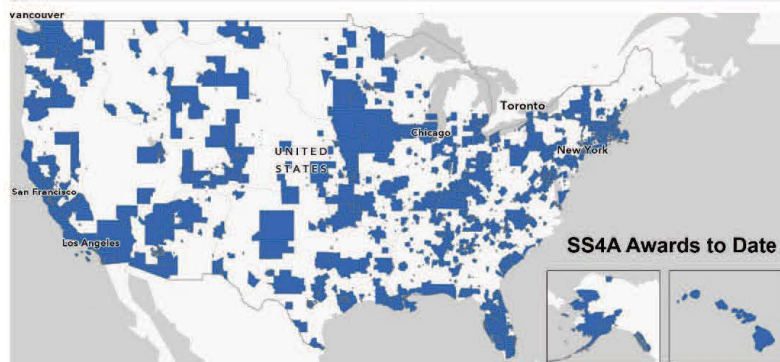 vancouver
Toronto
Chicago
UNITED
STATES
New York
San Francisco
Los Angeles
SS4A Awards to Date